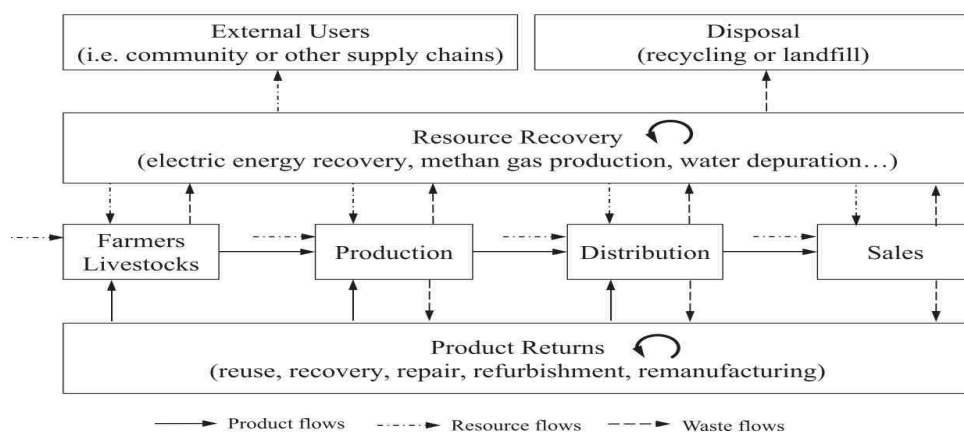 External Users
(i.e. community or other supply chains)
Disposal
(recycling or landfill)
Resource Recovery
(electric energy recovery, methan gas production, water depuration…)
Farmers
Livestocks
Production
Distribution
Sales
Product Returns
(reuse, recovery, repair, refurbishment, remanufacturing)
Product flows
Resource flows
Waste flows